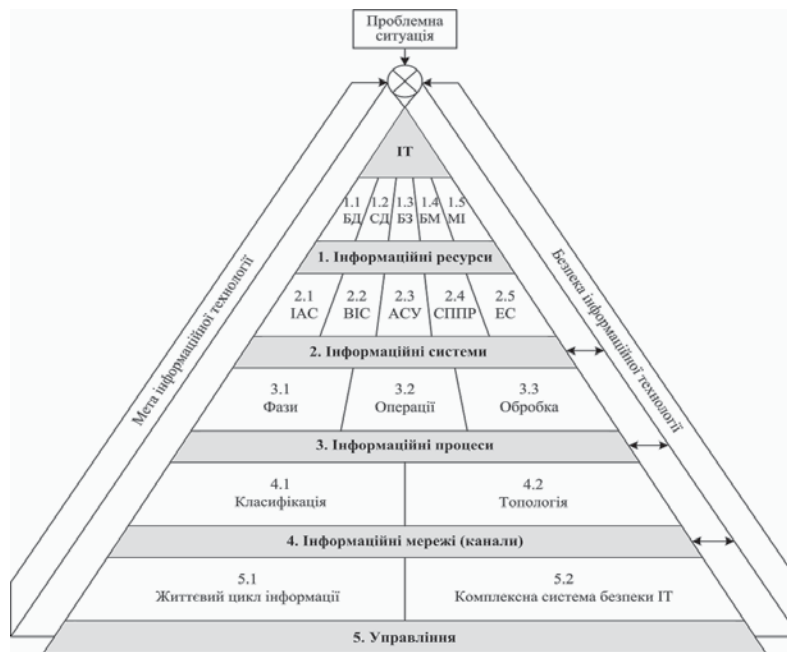 Проблемна
ситуація
ІТ
1.1 1.2 1.3 1.4 1.5
БД СД БЗ БМ МІ
1. Інформаційні ресурси
2.1 2.2 2.3 2.4 2.5
ІАС ВІС АСУ СППР ЕС
2. Інформаційні системи
3.1 3.2 3.3
Фази Операції Обробка
3. Інформаційні процеси
4.1 4.2
Класифікація Топологія
4. Інформаційні мережі (канали)
5.1 5.2
Життєвий цикл інформації Комплексна система безпеки ІТ
5. Управління
Мета інформаційної технології
Безпека інформаційної технології